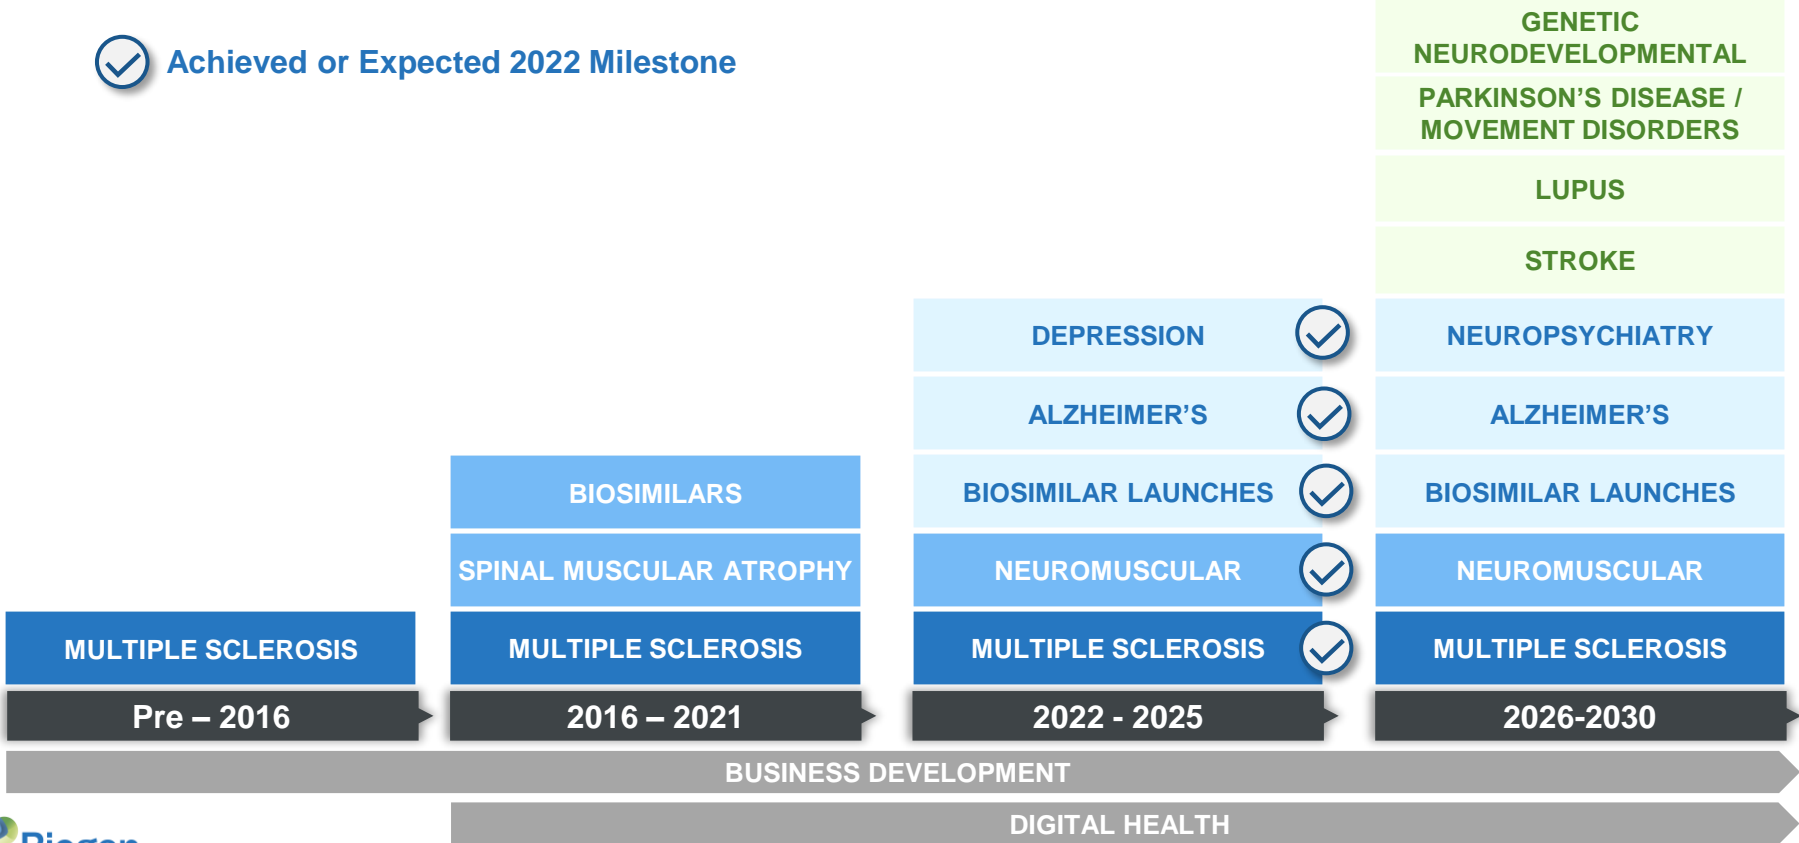 Achieved or Expected 2022 Milestone
GENETIC
NEURODEVELOPMENTAL
PARKINSON’S DISEASE /
MOVEMENT DISORDERS
LUPUS
STROKE
DEPRESSION
NEUROPSYCHIATRY
ALZHEIMER’S
ALZHEIMER’S
BIOSIMILARS
BIOSIMILAR LAUNCHES
BIOSIMILAR LAUNCHES
SPINAL MUSCULAR ATROPHY
NEUROMUSCULAR
NEUROMUSCULAR
MULTIPLE SCLEROSIS
MULTIPLE SCLEROSIS
MULTIPLE SCLEROSIS
MULTIPLE SCLEROSIS
Pre – 2016
2016 – 2021
2022 - 2025
2026-2030
BUSINESS DEVELOPMENT
DIGITAL HEALTH
Biogen